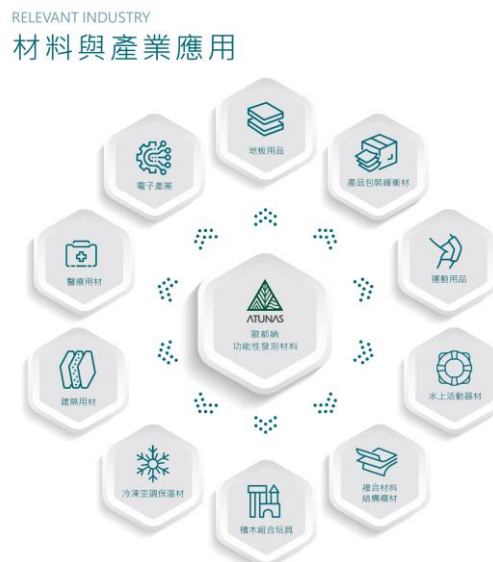 RELEVANT INDUSTRY
材料與產業應用
地板用品
電子產業
產品包裝緩衝材
醫療用材
運動用品
ATUNAS
歐都納
功能性發泡材料
建築用材
水上活動器材
冷凍空調保溫材
積木組合玩具
複合材料
結構襯材